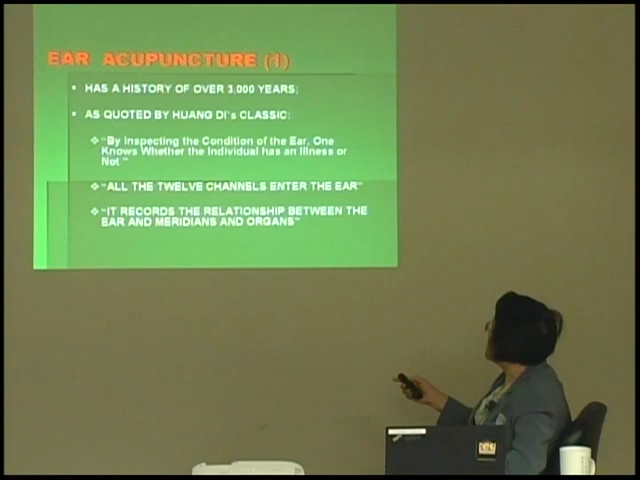 EAR ACUPUNCTURE (1)
HAS A HISTORY OF OVER 3,000 YEARS;
AS QUOTED BY HUANG DI's CLASSIC:
"By Inspecting the Condition of the Ear, One
Knows Whether the Individual has an Illness or
Not."
"ALL THE TWELVE CHANNELS ENTER THE EAR"
"IT RECORDS THE RELATIONSHIP BETWEEN THE
EAR AND MERIDIANS AND ORGANS"